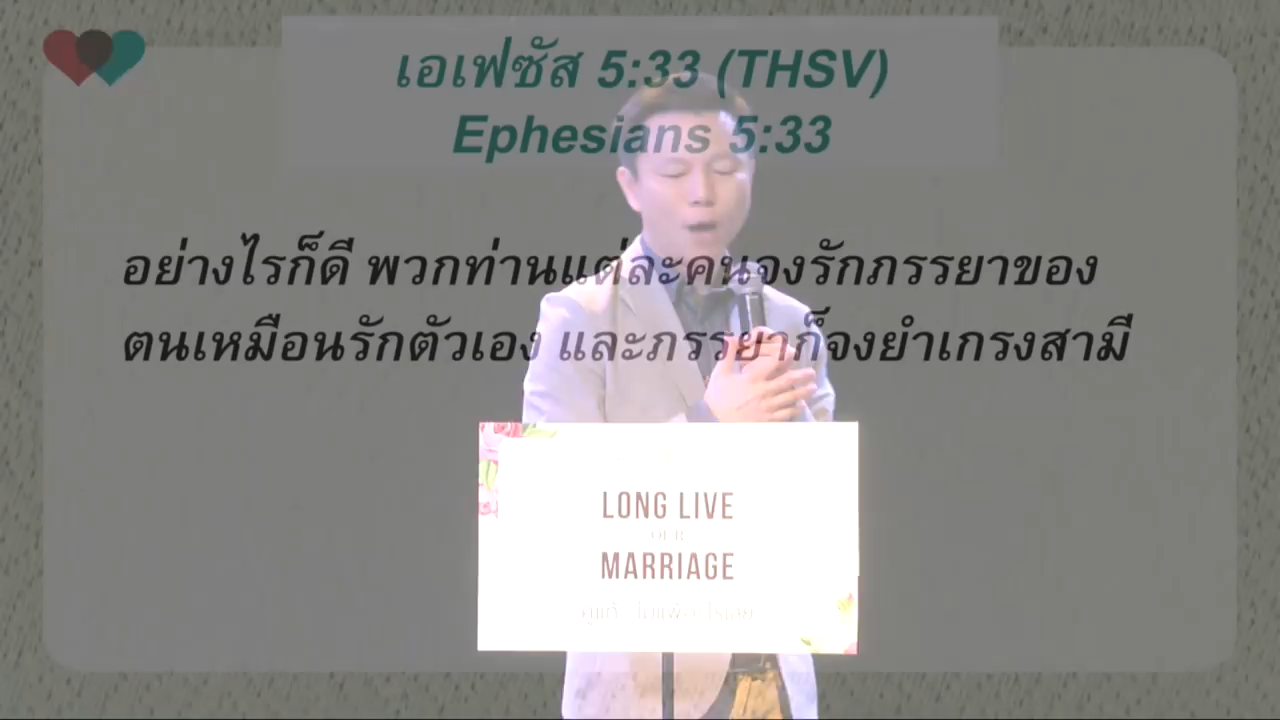 เอเฟซัส 5:33 (THSV)
Ephesians 5:33
อย่างไรก็ดี พวกท่านแต่ละคนจงรักภรรยาของ
ตนเหมือนรักตัวเอง และภรรยาก็จงยำเกรงสามี
LONG LIVE
OUR
MARRIAGE